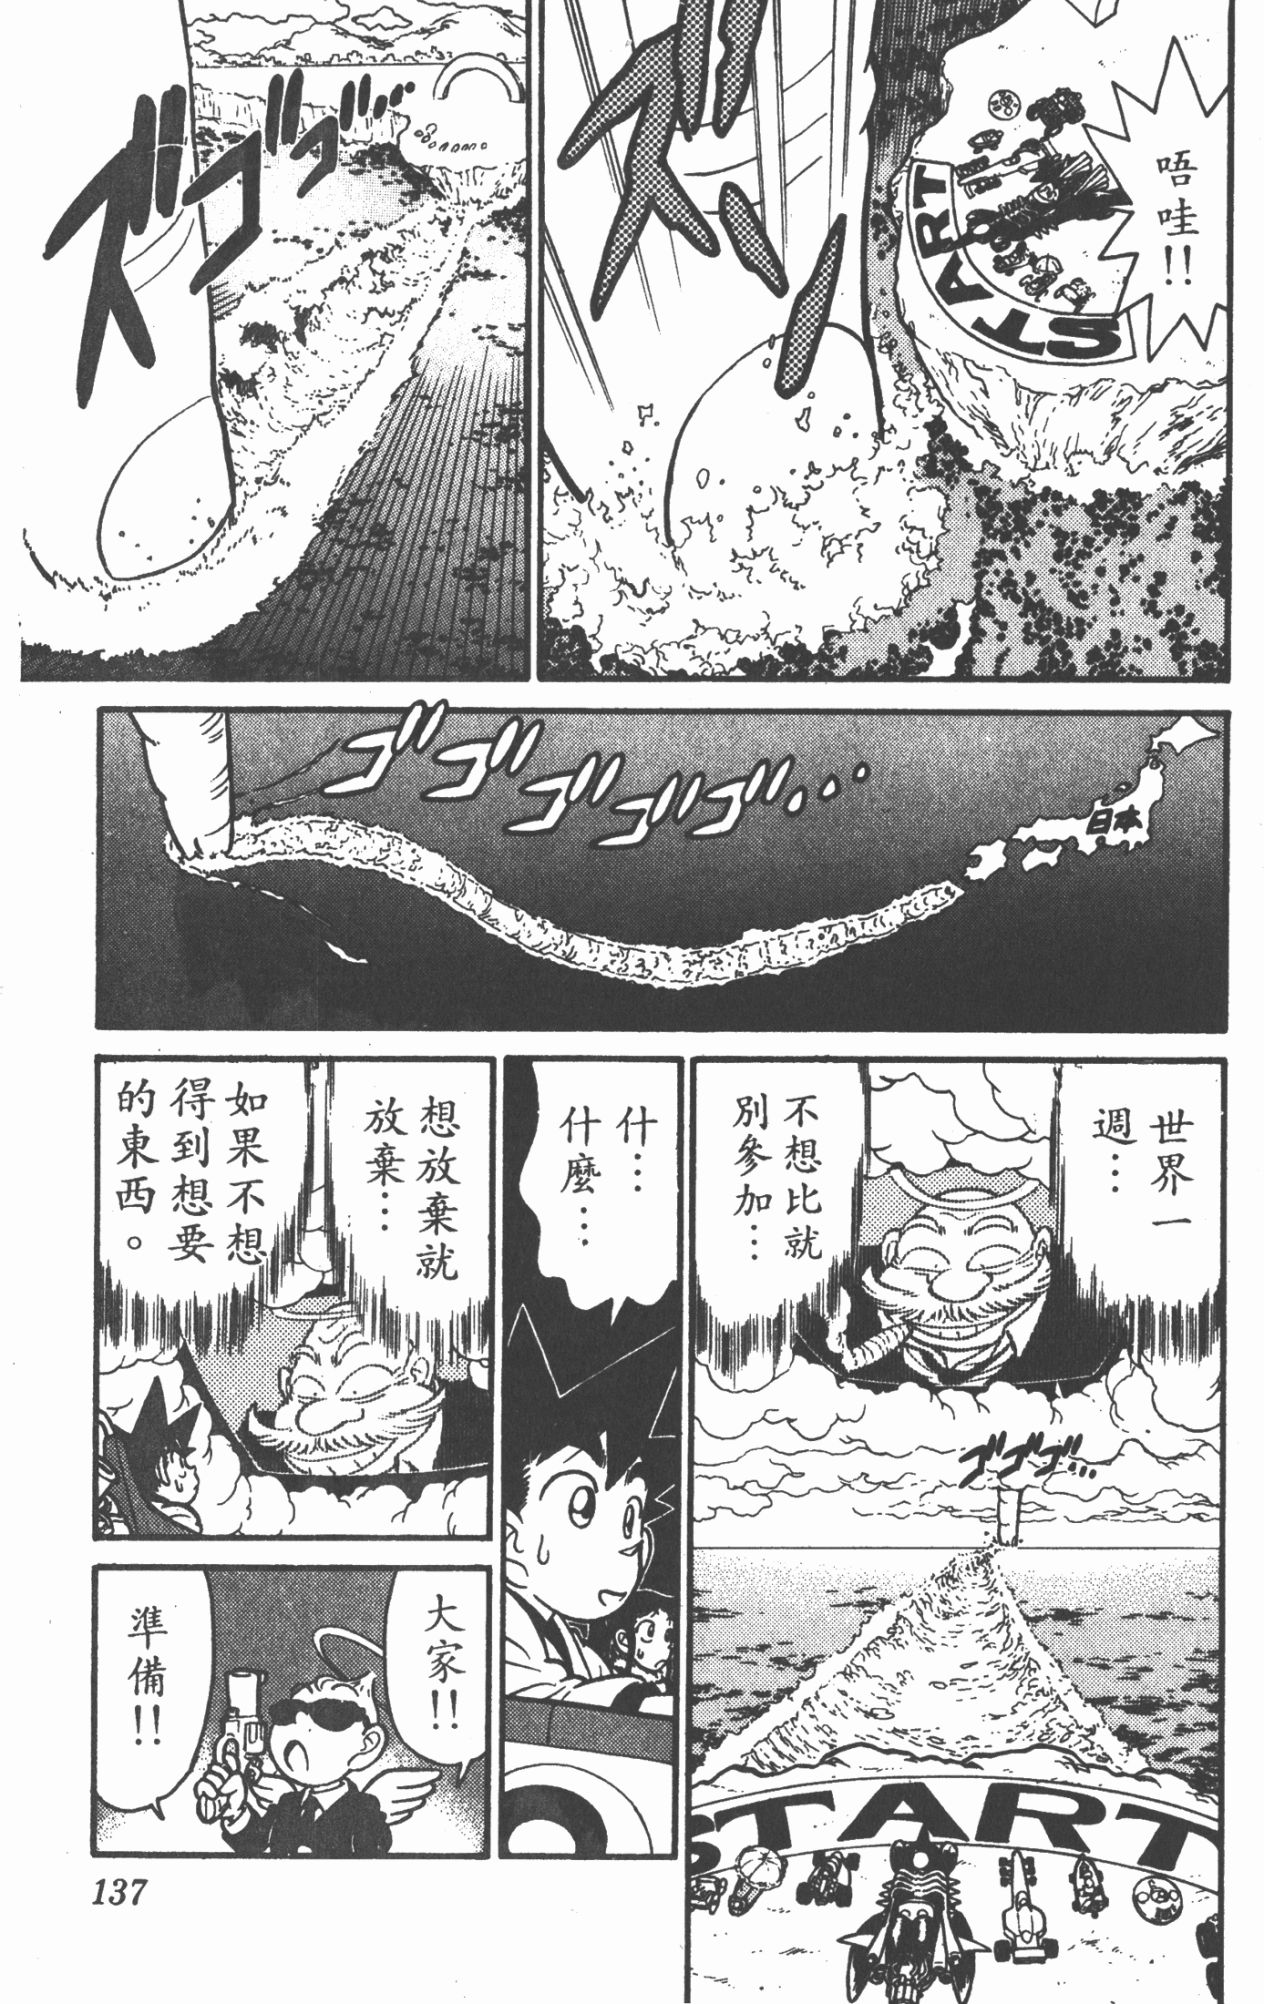 唔哇!!
START
ズズズ
ズゴゴゴ…
ゴゴゴゴゴ…
日本
世界一
週…
不想比就
別參加…
ゴゴゴ…
START
什…
什麼…
想放棄就
放棄…
如果不想
得到想要
的東西。
大家!!
準備!!
137